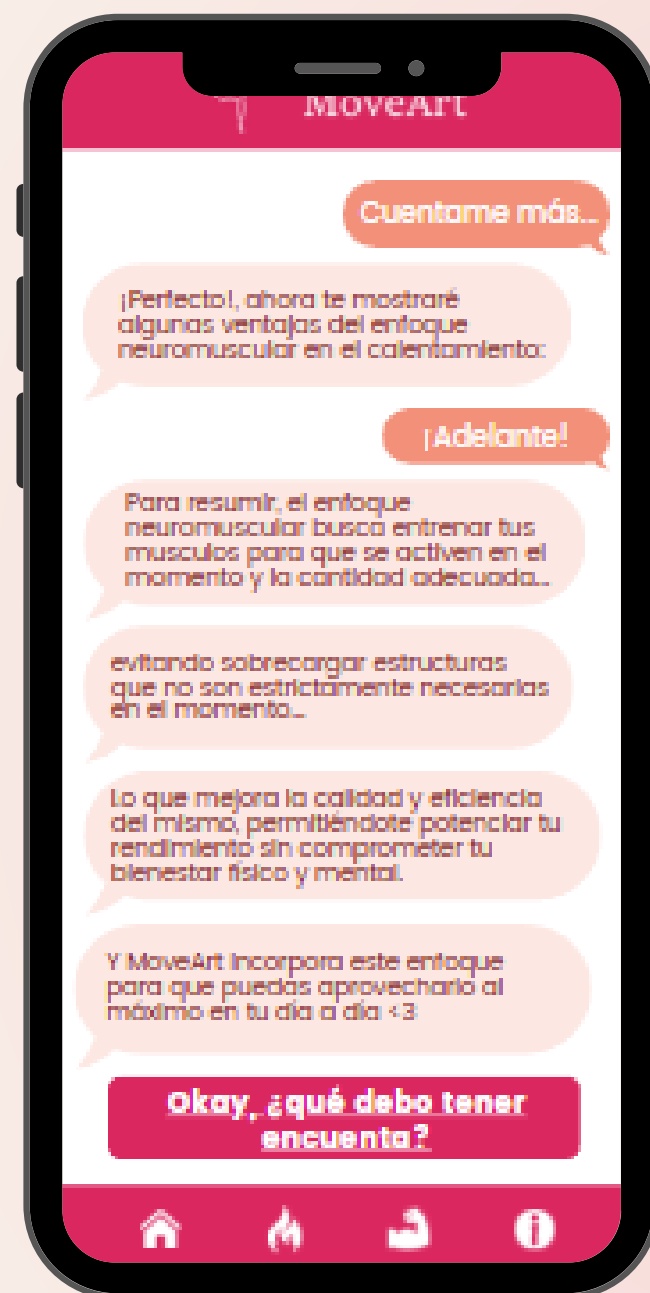 MoveArt
Cuentame más...
¡Perfecto!, ahora te mostraré
algunas ventajas del enfoque
neuromuscular en el calentamiento:
¡Adelante!
Para resumir, el enfoque
neuromuscular busca entrenar tus
musculos para que se activen en el
momento y la cantidad adecuada...
evitando sobrecargar estructuras
que no son estrictamente necesarias
en el momento...
Lo que mejora la calidad y eficiencia
del mismo, permitiéndote potenciar tu
rendimiento sin comprometer tu
bienestar físico y mental.
Y MoveArt incorpora este enfoque
para que puedas aprovecharlo al
máximo en tu día a día <3
Okay, ¿qué debo tener
encuenta?